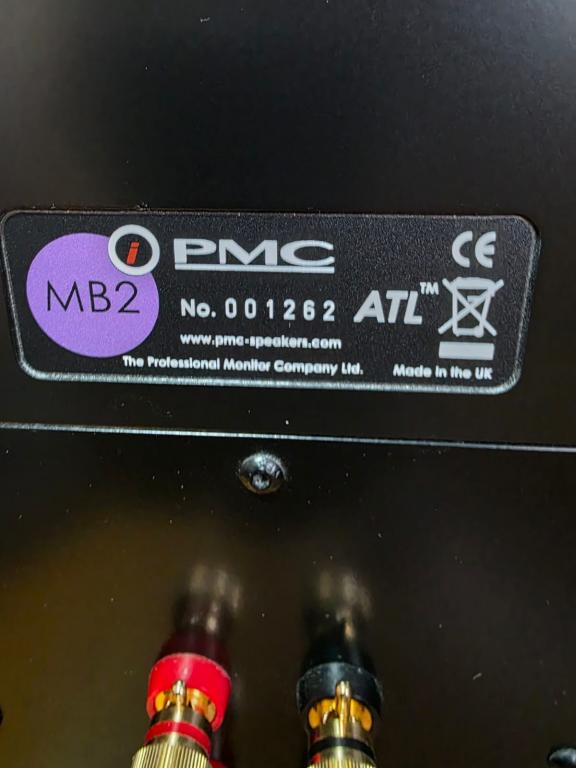 i PMC CE
MB2
No. 001262 ATL™
www.pmc-speakers.com
The Professional Monitor Company Ltd. Made in the UK